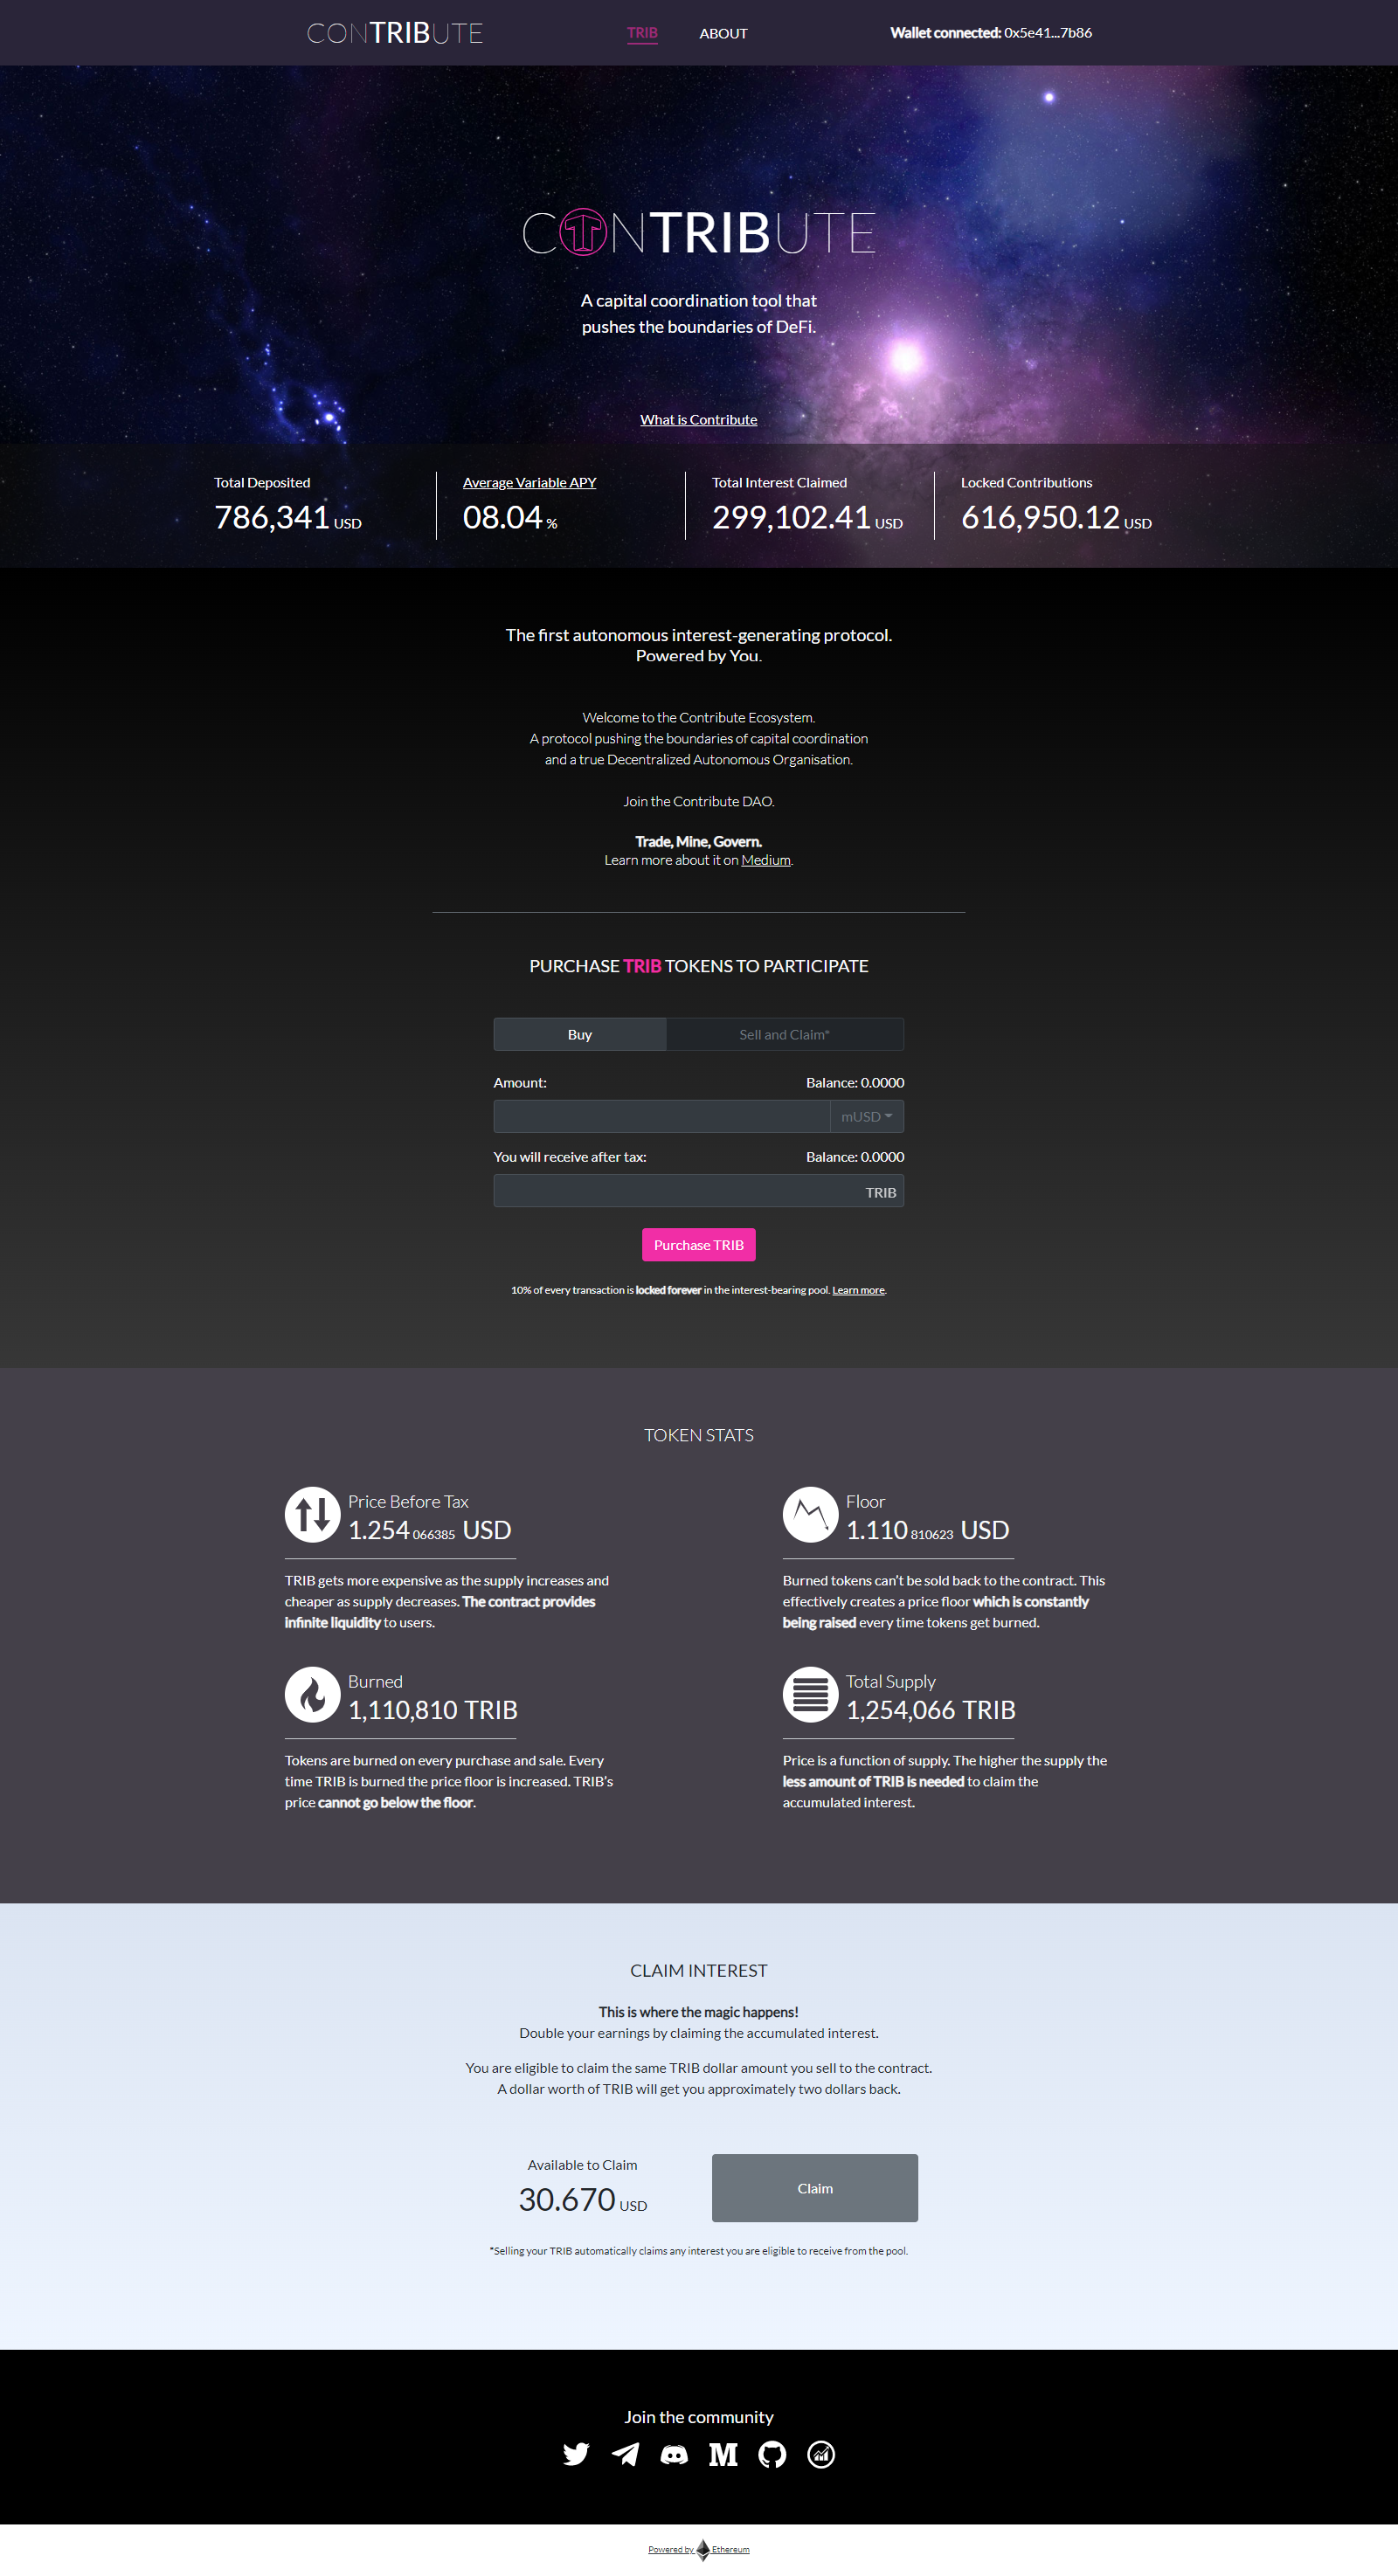 CONTRIBUTE
TRIB
ABOUT
Wallet connected: 0x5e41...7b86
CONTRIBUTE
A capital coordination tool that
pushes the boundaries of DeFi.
What is Contribute
Total Deposited
786,341 USD
Average Variable APY
08.04 %
Total Interest Claimed
299,102.41 USD
Locked Contributions
616,950.12 USD
The first autonomous interest-generating protocol.
Powered by You.
Welcome to the Contribute Ecosystem.
A protocol pushing the boundaries of capital coordination
and a true Decentralized Autonomous Organisation.
Join the Contribute DAO.
Trade, Mine, Govern.
Learn more about it on Medium.
PURCHASE TRIB TOKENS TO PARTICIPATE
Buy
Sell and Claim*
Amount:
Balance: 0.0000
mUSD
You will receive after tax:
Balance: 0.0000
TRIB
Purchase TRIB
10% of every transaction is locked forever in the interest-bearing pool. Learn more.
TOKEN STATS
Price Before Tax
1.254 066385 USD
TRIB gets more expensive as the supply increases and
cheaper as supply decreases. The contract provides
infinite liquidity to users.
Floor
1.110 810623 USD
Burned tokens can't be sold back to the contract. This
effectively creates a price floor which is constantly
being raised every time tokens get burned.
Burned
1,110,810 TRIB
Tokens are burned on every purchase and sale. Every
time TRIB is burned the price floor is increased. TRIB's
price cannot go below the floor.
Total Supply
1,254,066 TRIB
Price is a function of supply. The higher the supply the
less amount of TRIB is needed to claim the
accumulated interest.
CLAIM INTEREST
This is where the magic happens!
Double your earnings by claiming the accumulated interest.
You are eligible to claim the same TRIB dollar amount you sell to the contract.
A dollar worth of TRIB will get you approximately two dollars back.
Available to Claim
30.670 USD
Claim
*Selling your TRIB automatically claims any interest you are eligible to receive from the pool.
Join the community
M
Powered by Ethereum